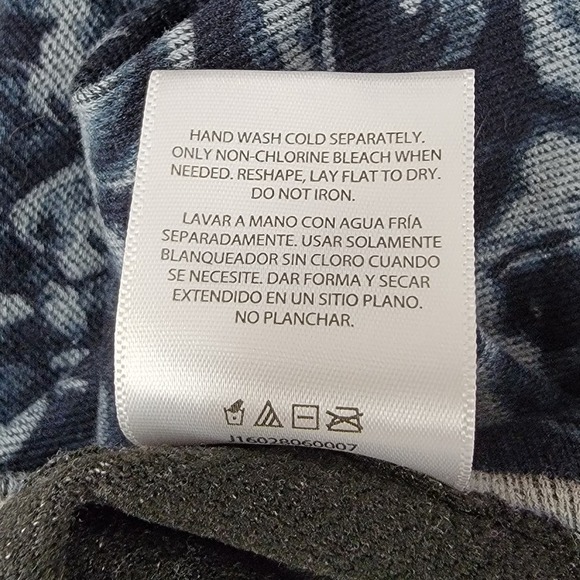 HAND WASH COLD SEPARATELY.
ONLY NON-CHLORINE BLEACH WHEN
NEEDED. RESHAPE, LAY FLAT TO DRY.
DO NOT IRON.
LAVAR A MANO CON AGUA FRÍA
SEPARADAMENTE. USAR SOLAMENTE
BLANQUEADOR SIN CLORO CUANDO
SE NECESITE. DAR FORMA Y SECAR
EXTENDIDO EN UN SITIO PLANO.
NO PLANCHAR.
J16028060007